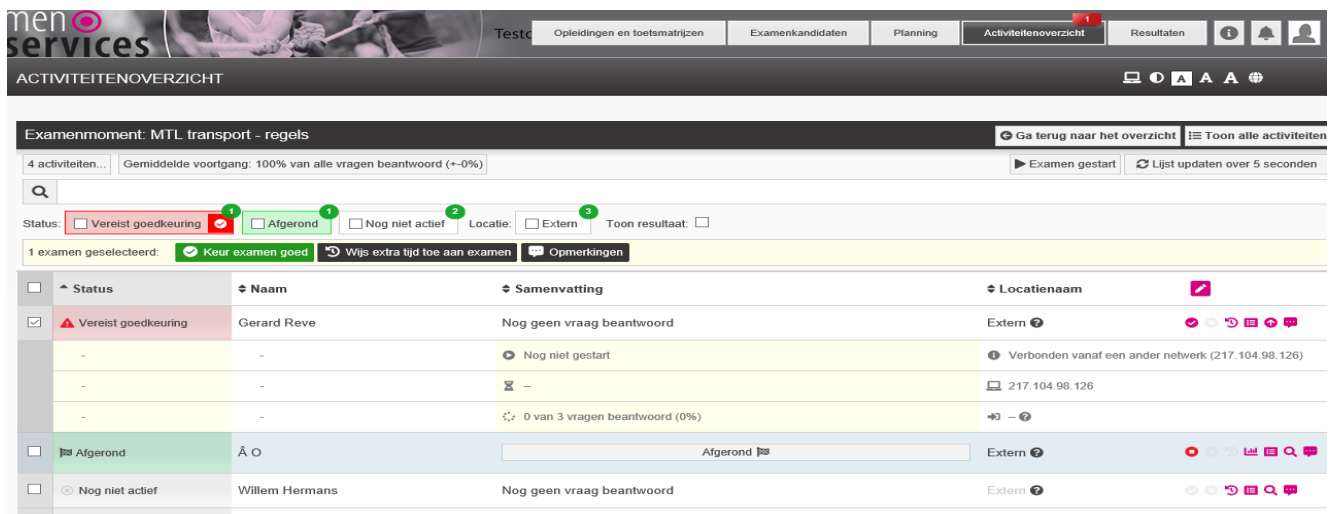 men
services
Testc Opleidingen en toetsmatrijzen Examenkandidaten Planning Activiteitenoverzicht 1 Resultaten
ACTIVITEITENOVERZICHT A A A
Examenmoment: MTL transport - regels Ga terug naar het overzicht Toon alle activiteiten
4 activiteiten... Gemiddelde voortgang: 100% van alle vragen beantwoord (+-0%) Examen gestart Lijst updaten over 5 seconden
Status: Vereist goedkeuring 1 Afgerond 1 Nog niet actief 2 Locatie: Extern 3 Toon resultaat:
1 examen geselecteerd: Keur examen goed Wijs extra tijd toe aan examen Opmerkingen
Status Naam Samenvatting Locatienaam
Vereist goedkeuring Gerard Reve Nog geen vraag beantwoord Extern
- - Nog niet gestart Verbonden vanaf een ander netwerk (217.104.98.126)
- - – 217.104.98.126
- - 0 van 3 vragen beantwoord (0%) –
Afgerond Â O Afgerond Extern
Nog niet actief Willem Hermans Nog geen vraag beantwoord Extern